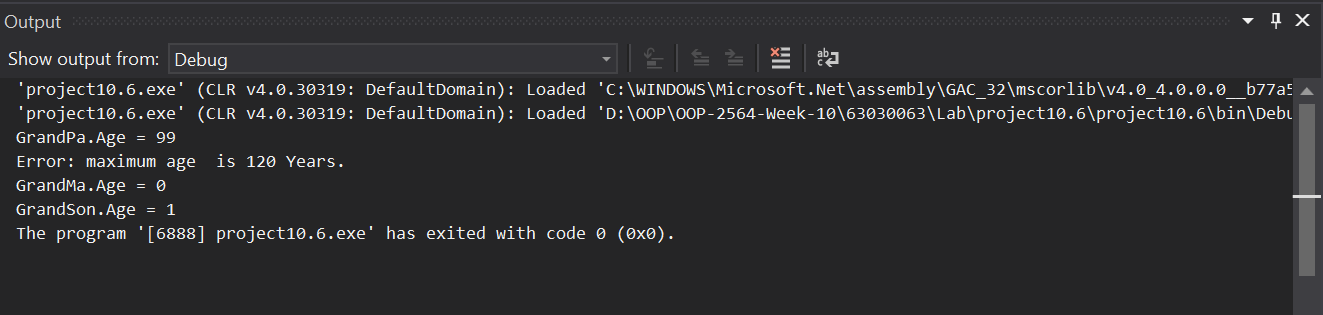 Output
Show output from: Debug
'project10.6.exe' (CLR v4.0.30319: DefaultDomain): Loaded 'C:\WINDOWS\Microsoft.Net\assembly\GAC_32\mscorlib\v4.0_4.0.0.0__b77a5
'project10.6.exe' (CLR v4.0.30319: DefaultDomain): Loaded 'D:\OOP\OOP-2564-Week-10\63030063\Lab\project10.6\project10.6\bin\Debu
GrandPa.Age = 99
Error: maximum age  is 120 Years.
GrandMa.Age = 0
GrandSon.Age = 1
The program '[6888] project10.6.exe' has exited with code 0 (0x0).